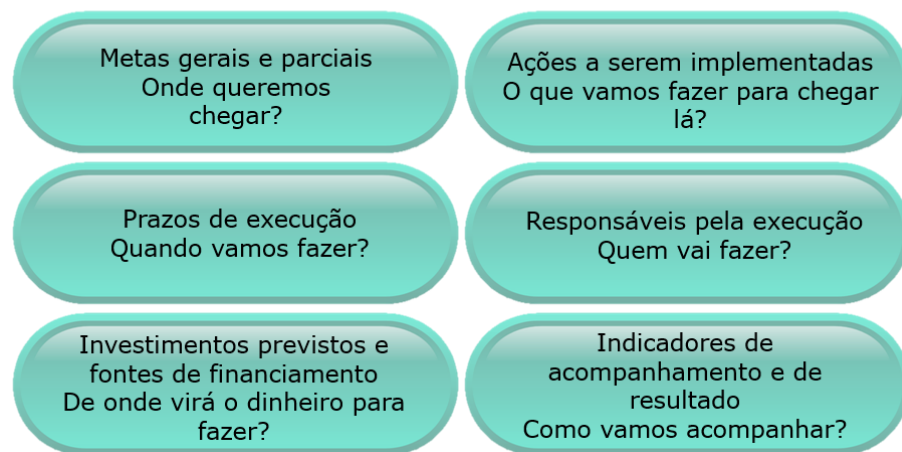 Metas gerais e parciais
Onde queremos
chegar?
Ações a serem implementadas
O que vamos fazer para chegar
lá?
Prazos de execução
Quando vamos fazer?
Responsáveis pela execução
Quem vai fazer?
Investimentos previstos e
fontes de financiamento
De onde virá o dinheiro para
fazer?
Indicadores de
acompanhamento e de
resultado
Como vamos acompanhar?